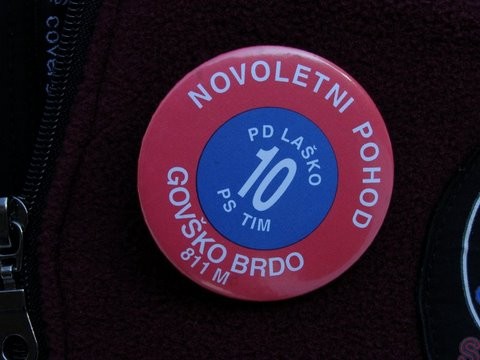 NOVOLETNI POHOD
PD LAŠKO
10
PS TIM
GOVŠKO BRDO
811 M